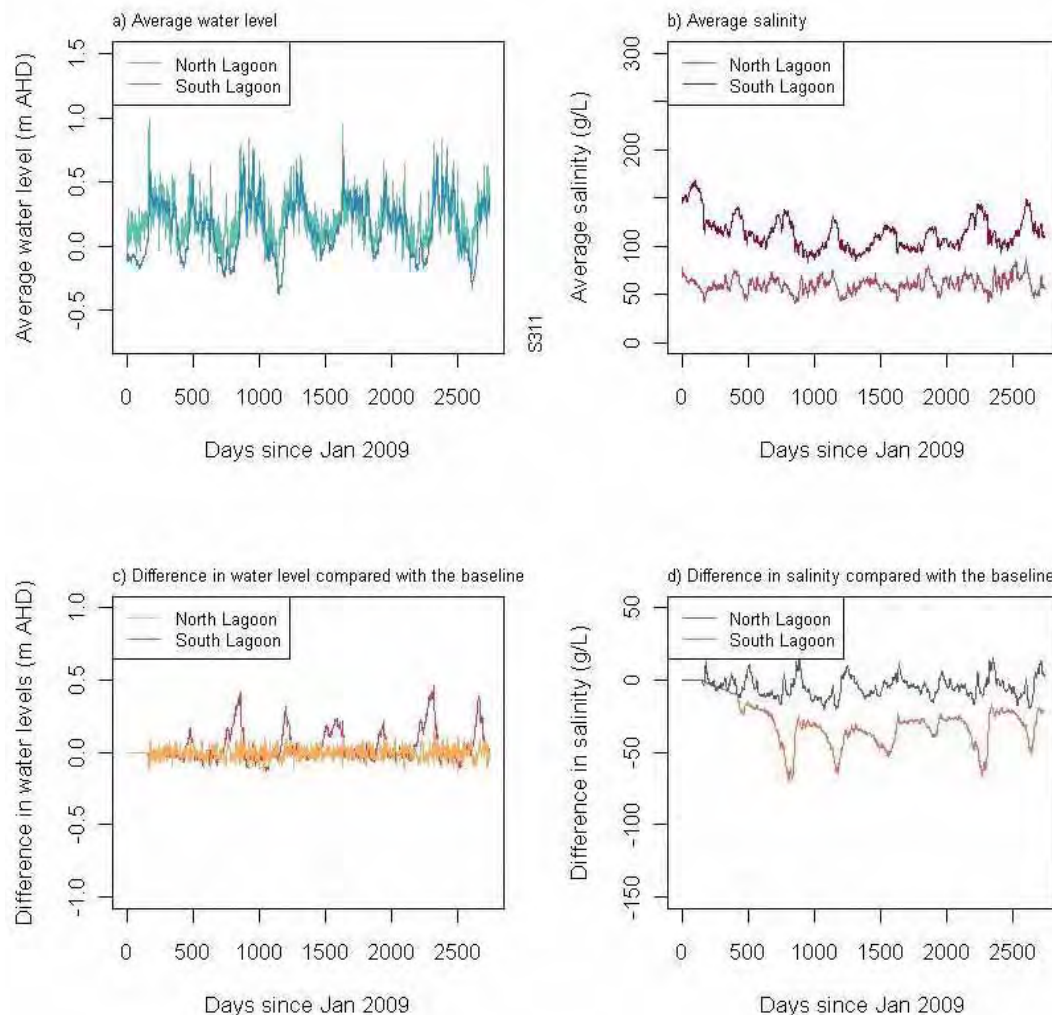 a) Average water level
Average water level (m AHD)
1.5
1.0
0.5
0.0
-0.5
North Lagoon
South Lagoon
0 500 1000 1500 2000 2500
Days since Jan 2009
S311
b) Average salinity
Average salinity (g/L)
300
200
100
50
0
North Lagoon
South Lagoon
0 500 1000 1500 2000 2500
Days since Jan 2009
c) Difference in water level compared with the baseline
Difference in water levels (m AHD)
1.0
0.5
0.0
-0.5
-1.0
North Lagoon
South Lagoon
0 500 1000 1500 2000 2500
Days since Jan 2009
d) Difference in salinity compared with the baseline
Difference in salinity (g/L)
50
0
-50
-100
-150
North Lagoon
South Lagoon
0 500 1000 1500 2000 2500
Days since Jan 2009